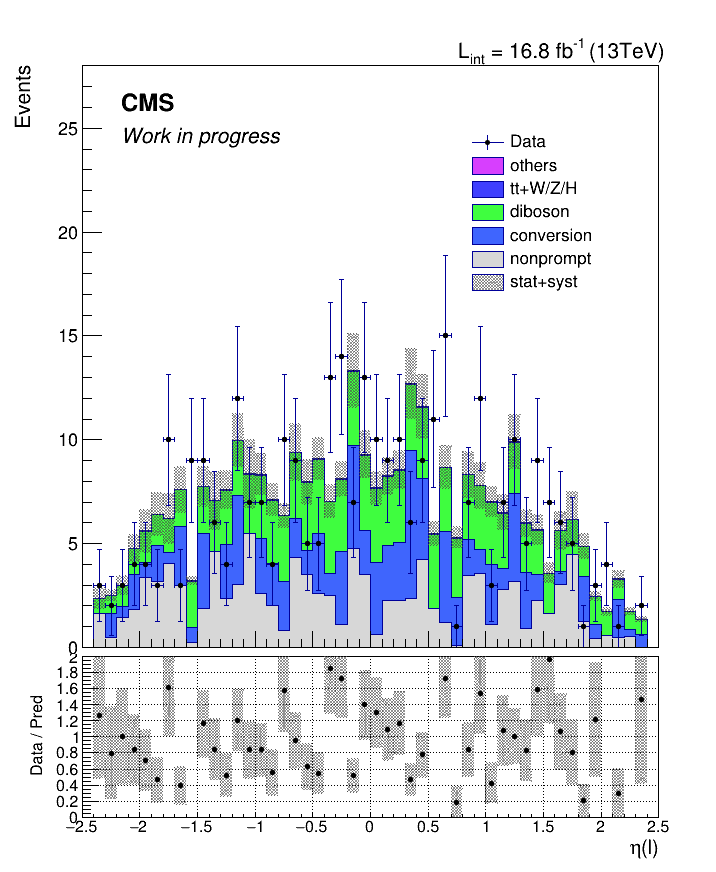 L_int = 16.8 fb^-1 (13TeV)
Events
CMS
Work in progress
25
20
15
10
5
0
Data
others
tt+W/Z/H
diboson
conversion
nonprompt
stat+syst
Data / Pred
2
1.8
1.6
1.4
1.2
1
0.8
0.6
0.4
0.2
0
−2.5 −2 −1.5 −1 −0.5 0 0.5 1 1.5 2 2.5
η(l)